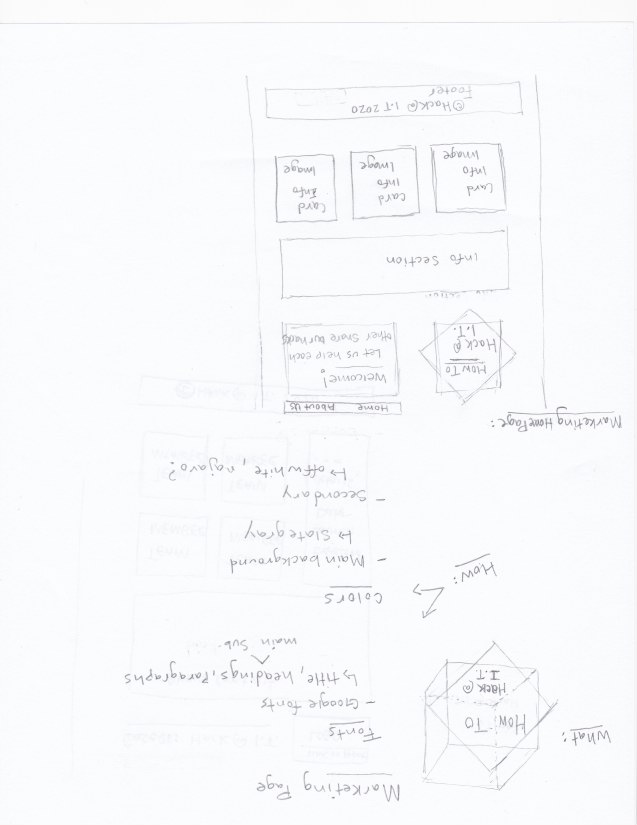 Marketing Page
What:
How To
Hack@
I.T.
Fonts
- Google fonts
↳ title, headings, Paragraphs
main sub.
How:
Colors
- Main background
↳ Slate gray
- Secondary
↳ offwhite, najavo?
Marketing Home Page:
Home About Us
How To
Hack@
I.T.
Welcome!
Let us help each
other Share our hacks
Info Section
Card
Info
Image
Card
Info
Image
Card
Info
Image
©Hack@ I.T 2020
Footer